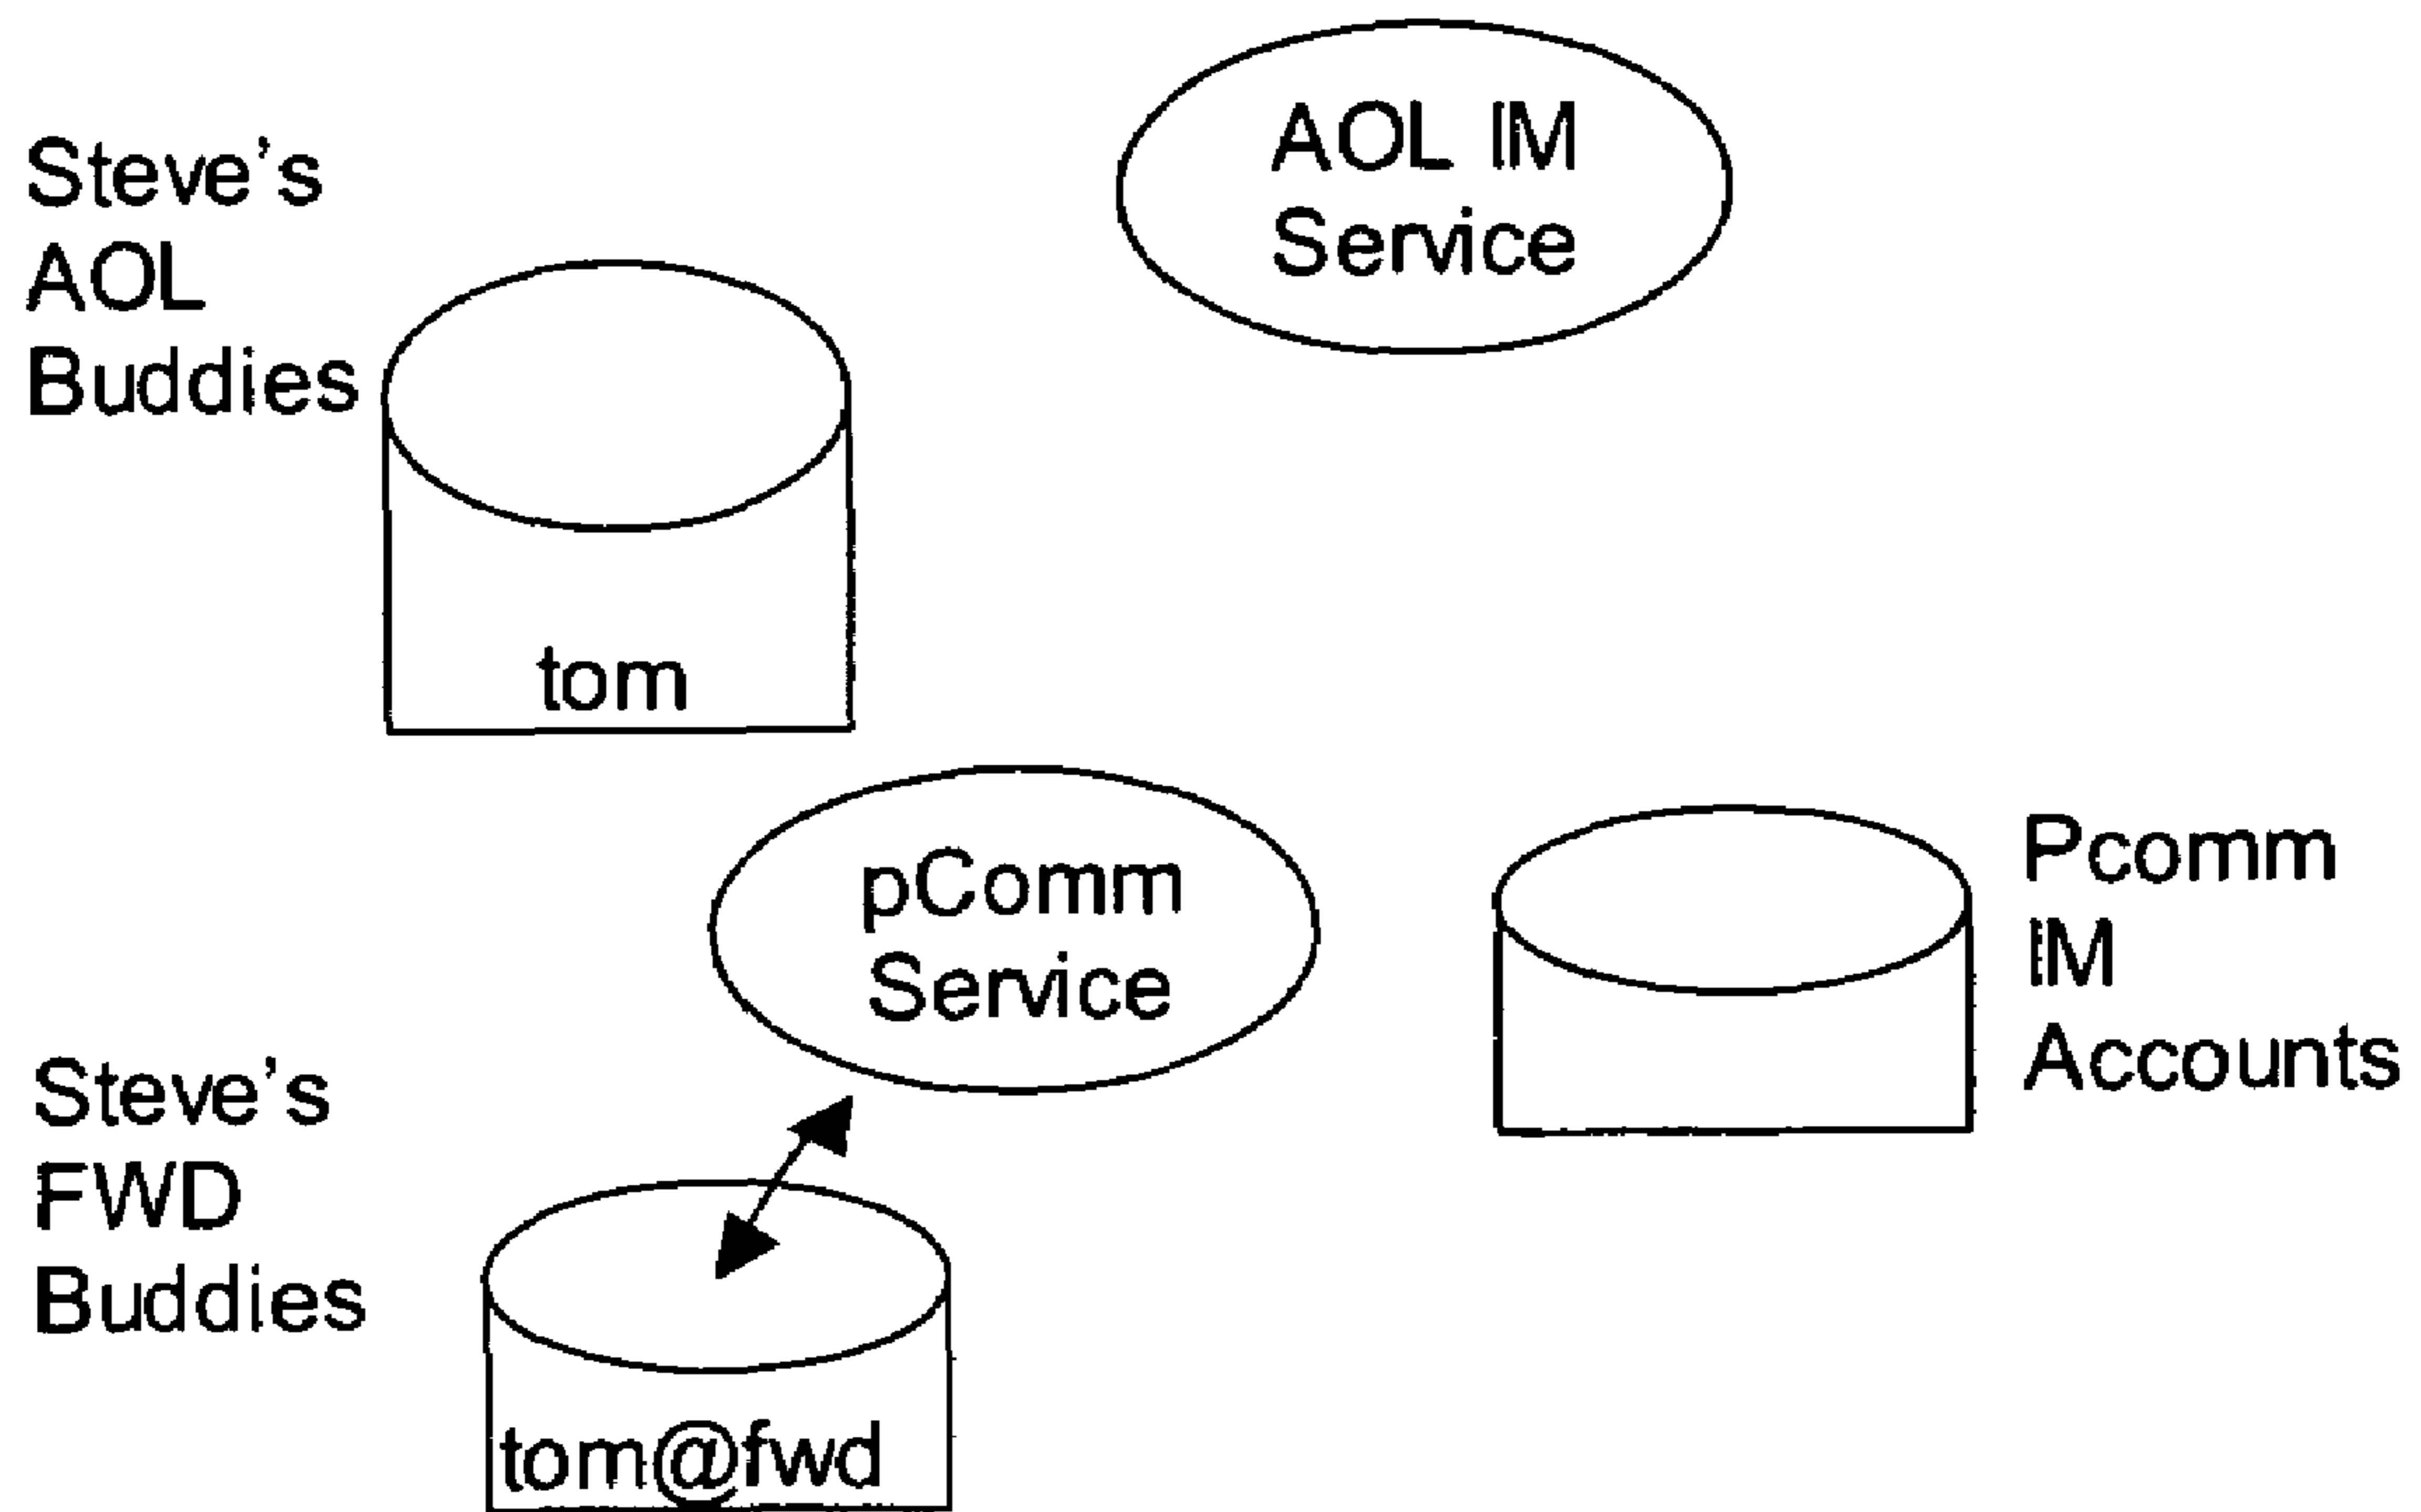 AOL IM
Service
Steve's
AOL
Buddies
tom
pComm
Service
Pcomm
IM
Accounts
Steve's
FWD
Buddies
tom@fwd